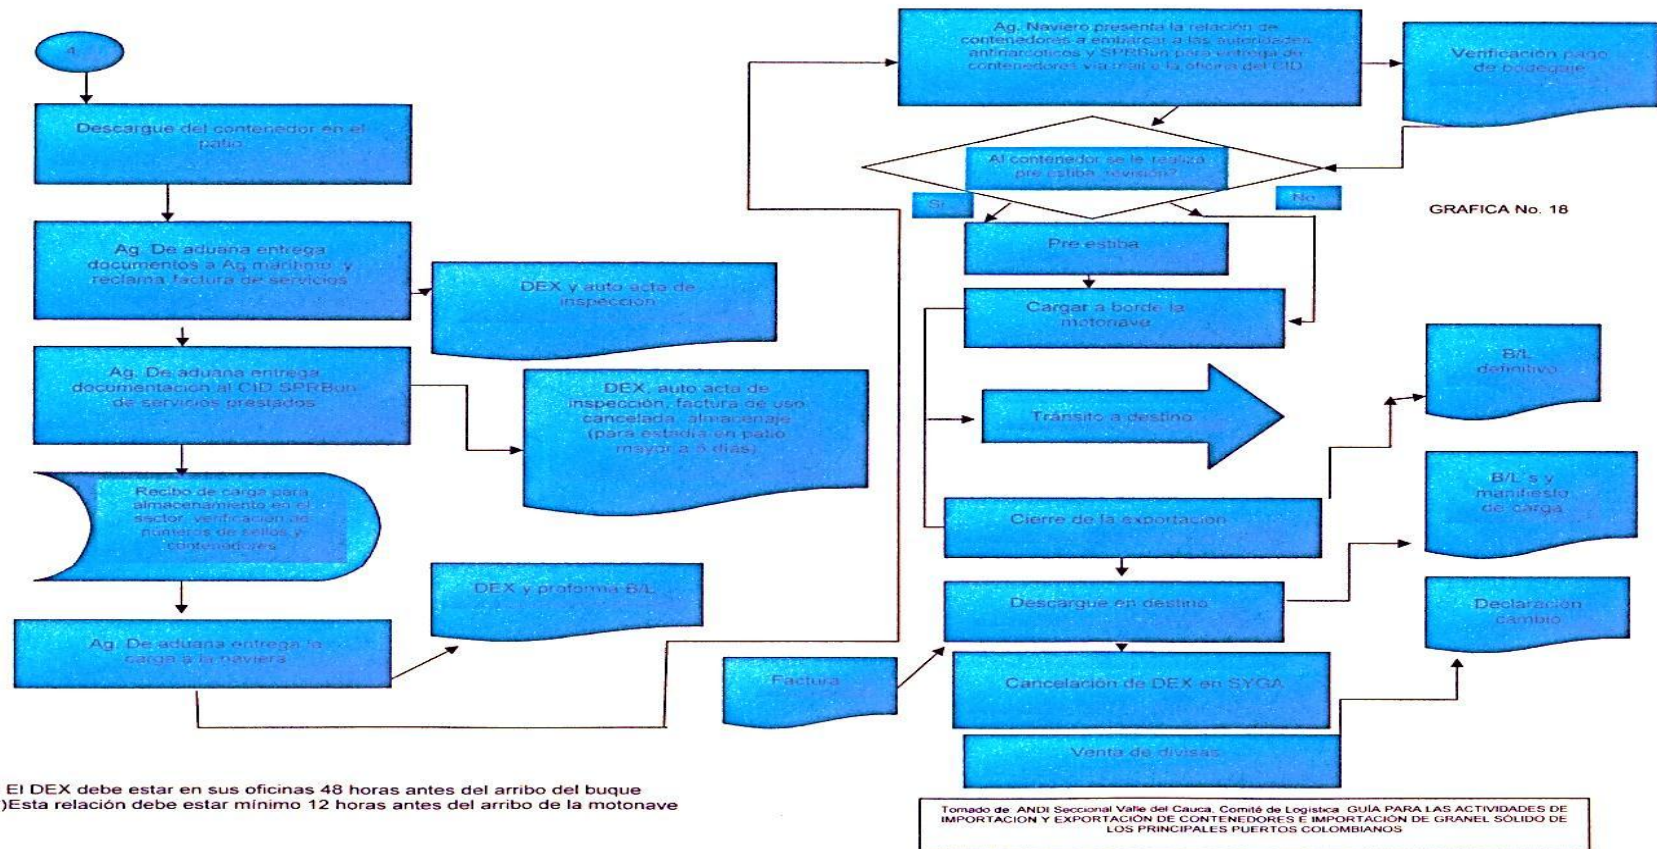 4
Descargue del contenedor en el
patio
Ag. De aduana entrega
documentos a Ag marítimo y
reclama factura de servicios
DEX y auto acta de
inspección
Ag. De aduana entrega
documentación al CID SPRBun
de servicios prestados
DEX, auto acta de
inspección, factura de uso
cancelada, almacenaje
(para estadía en patio
mayor a 5 días)
Recibo de carga para
almacenamiento en el
sector, verificación de
números de sellos y
contenedores
DEX y proforma B/L
Ag. De aduana entrega la
carga a la naviera
Ag. Naviero presenta la relación de
contenedores a embarcar a las autoridades
antinarcóticos y SPRBun para entrega de
contenedores vía mail a la oficina del CID
Verificación pago
de bodegaje
Al contenedor se le realiza
pre estiba, revisión?
Si
No
GRAFICA No. 18
Pre estiba
Cargar a borde la
motonave
Tránsito a destino
B/L
definitivo
Cierre de la exportación
B/L s y
manifiesto
de carga
Descargue en destino
Declaración
cambio
Factura
Cancelación de DEX en SYGA
Venta de divisas
El DEX debe estar en sus oficinas 48 horas antes del arribo del buque
)Esta relación debe estar mínimo 12 horas antes del arribo de la motonave
Tomado de: ANDI Seccional Valle del Cauca, Comité de Logística. GUÍA PARA LAS ACTIVIDADES DE
IMPORTACION Y EXPORTACIÓN DE CONTENEDORES E IMPORTACIÓN DE GRANEL SÓLIDO DE
LOS PRINCIPALES PUERTOS COLOMBIANOS